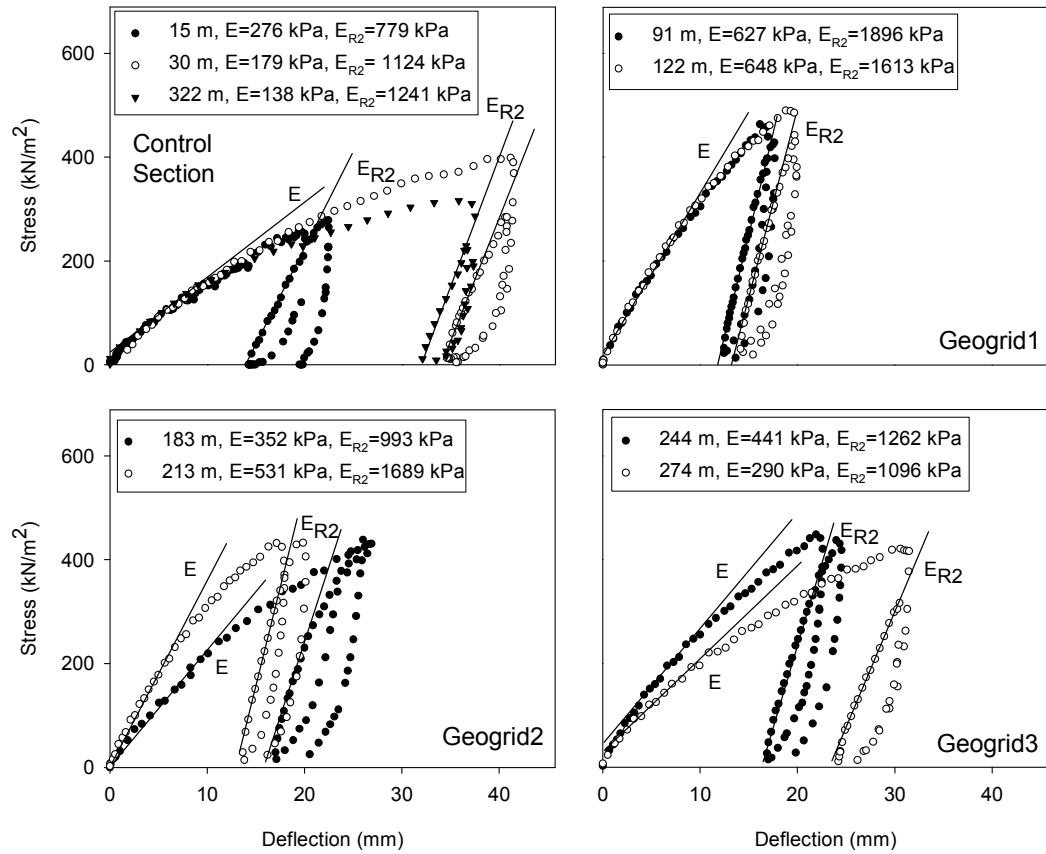 15 m, E=276 kPa, E_R2=779 kPa
30 m, E=179 kPa, E_R2= 1124 kPa
322 m, E=138 kPa, E_R2=1241 kPa
Control
Section
E
E_R2
E_R2
Stress (kN/m²)
600
400
200
0
91 m, E=627 kPa, E_R2=1896 kPa
122 m, E=648 kPa, E_R2=1613 kPa
E
E_R2
Geogrid1
183 m, E=352 kPa, E_R2=993 kPa
213 m, E=531 kPa, E_R2=1689 kPa
E
E_R2
E
Geogrid2
Stress (kN/m²)
600
400
200
0
0
10
20
30
40
Deflection (mm)
244 m, E=441 kPa, E_R2=1262 kPa
274 m, E=290 kPa, E_R2=1096 kPa
E
E_R2
E
E_R2
Geogrid3
0
10
20
30
40
Deflection (mm)